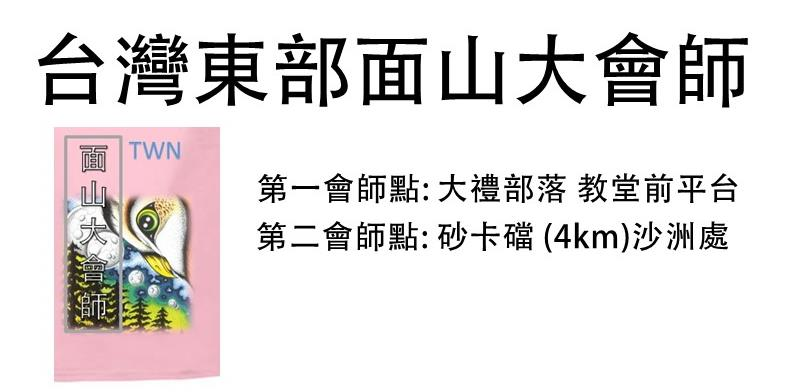 台灣東部面山大會師
TWN
面山大會師
第一會師點: 大禮部落 教堂前平台
第二會師點: 砂卡礑 (4km)沙洲處